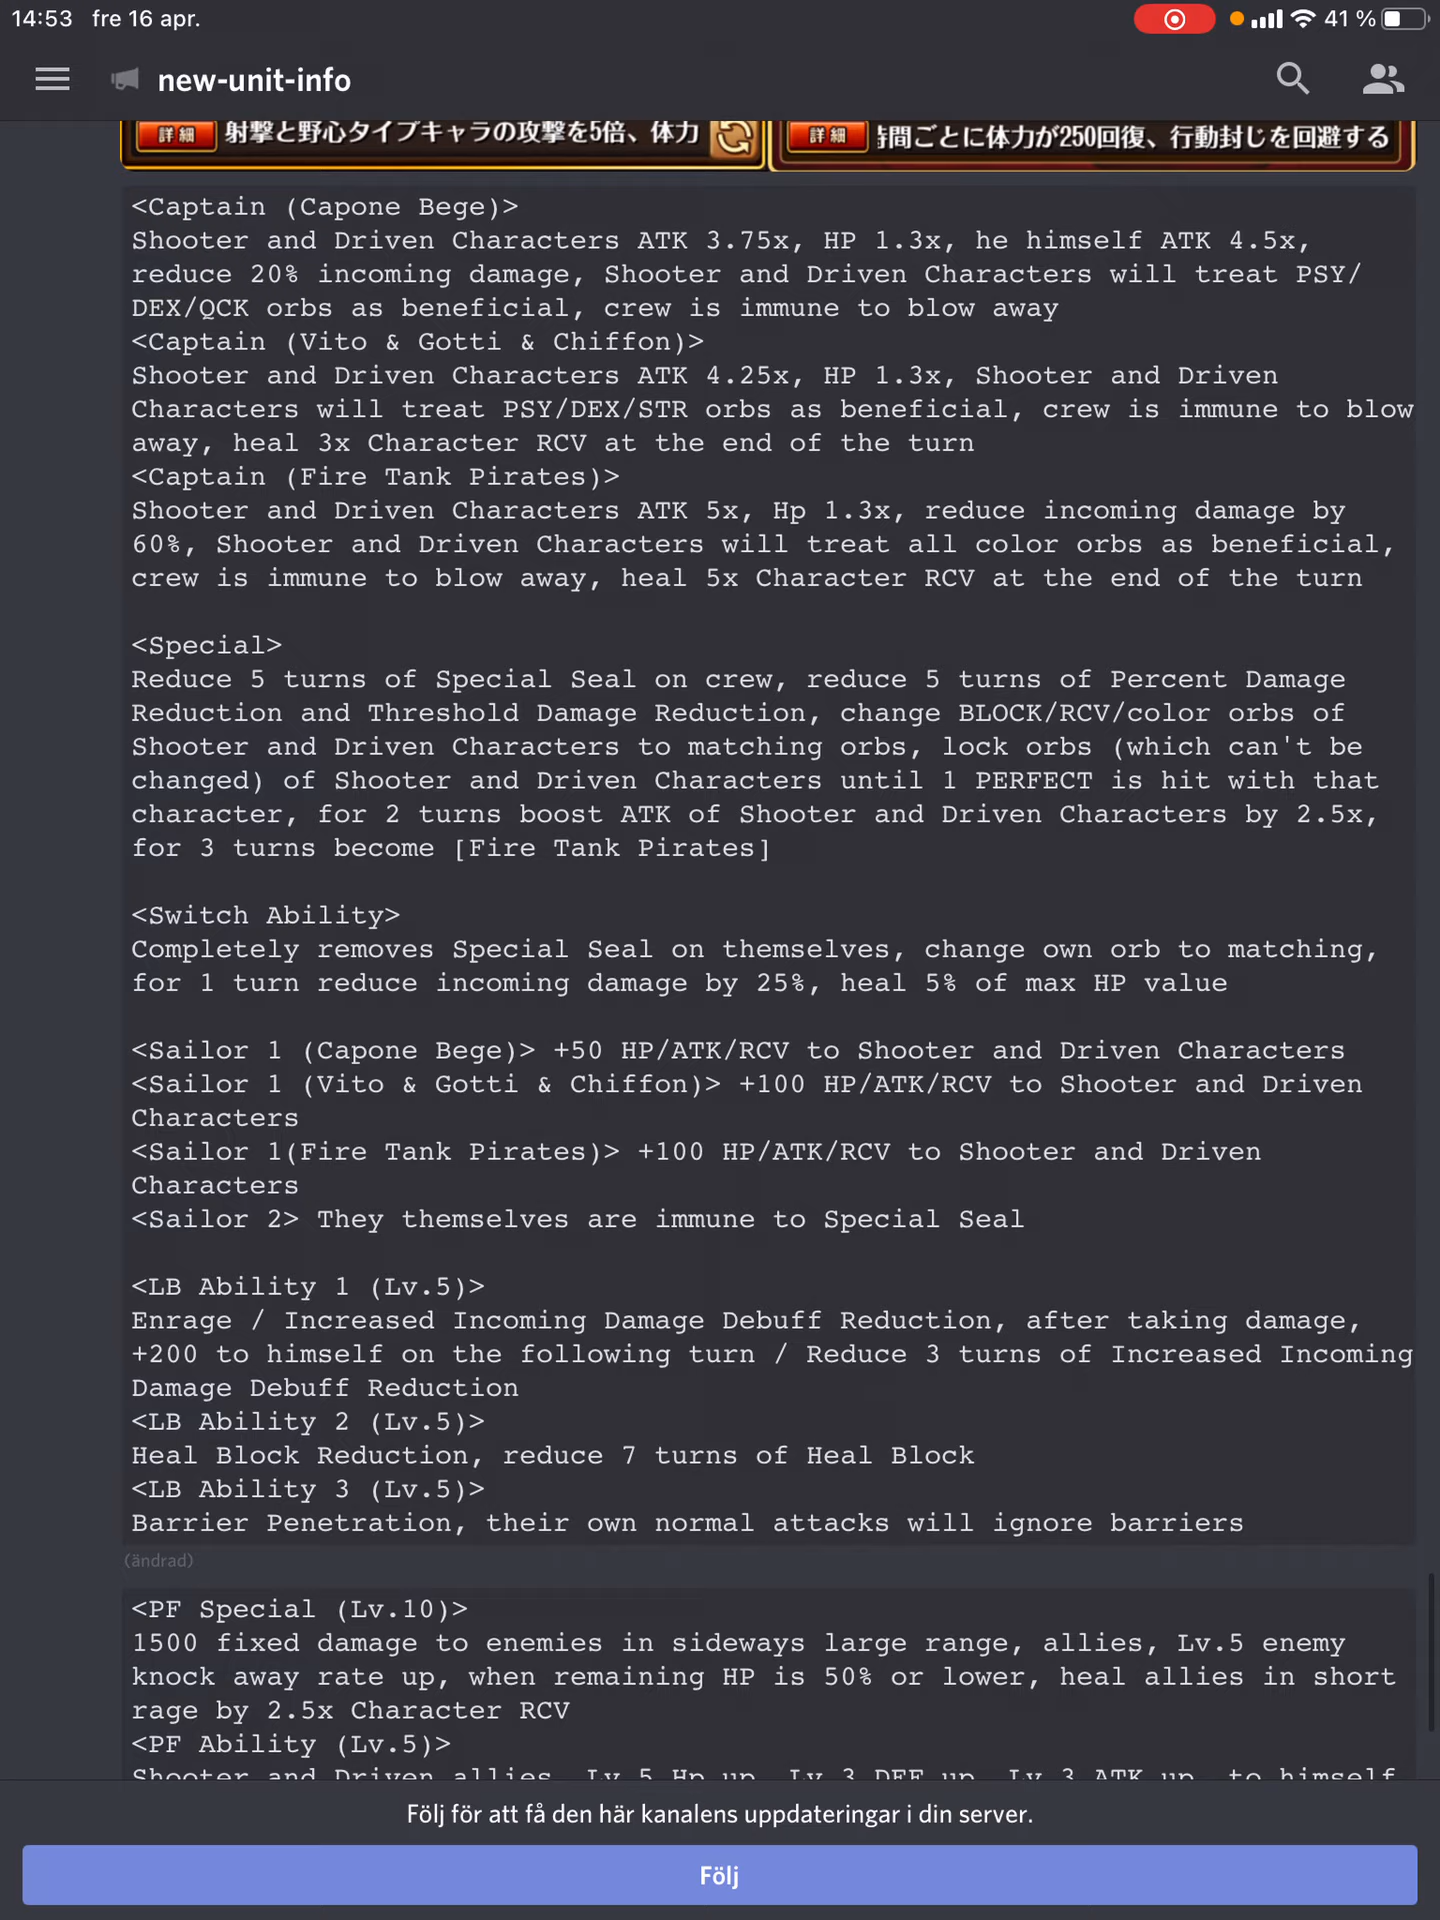 14:53 fre 16 apr.
41 %
new-unit-info
詳細 射撃と野心タイプキャラの攻撃を5倍、体力
詳細 時間ごとに体力が250回復、行動封じを回避する
<Captain (Capone Bege)>
Shooter and Driven Characters ATK 3.75x, HP 1.3x, he himself ATK 4.5x,
reduce 20% incoming damage, Shooter and Driven Characters will treat PSY/
DEX/QCK orbs as beneficial, crew is immune to blow away
<Captain (Vito & Gotti & Chiffon)>
Shooter and Driven Characters ATK 4.25x, HP 1.3x, Shooter and Driven
Characters will treat PSY/DEX/STR orbs as beneficial, crew is immune to blow
away, heal 3x Character RCV at the end of the turn
<Captain (Fire Tank Pirates)>
Shooter and Driven Characters ATK 5x, Hp 1.3x, reduce incoming damage by
60%, Shooter and Driven Characters will treat all color orbs as beneficial,
crew is immune to blow away, heal 5x Character RCV at the end of the turn
<Special>
Reduce 5 turns of Special Seal on crew, reduce 5 turns of Percent Damage
Reduction and Threshold Damage Reduction, change BLOCK/RCV/color orbs of
Shooter and Driven Characters to matching orbs, lock orbs (which can't be
changed) of Shooter and Driven Characters until 1 PERFECT is hit with that
character, for 2 turns boost ATK of Shooter and Driven Characters by 2.5x,
for 3 turns become [Fire Tank Pirates]
<Switch Ability>
Completely removes Special Seal on themselves, change own orb to matching,
for 1 turn reduce incoming damage by 25%, heal 5% of max HP value
<Sailor 1 (Capone Bege)> +50 HP/ATK/RCV to Shooter and Driven Characters
<Sailor 1 (Vito & Gotti & Chiffon)> +100 HP/ATK/RCV to Shooter and Driven
Characters
<Sailor 1(Fire Tank Pirates)> +100 HP/ATK/RCV to Shooter and Driven
Characters
<Sailor 2> They themselves are immune to Special Seal
<LB Ability 1 (Lv.5)>
Enrage / Increased Incoming Damage Debuff Reduction, after taking damage,
+200 to himself on the following turn / Reduce 3 turns of Increased Incoming
Damage Debuff Reduction
<LB Ability 2 (Lv.5)>
Heal Block Reduction, reduce 7 turns of Heal Block
<LB Ability 3 (Lv.5)>
Barrier Penetration, their own normal attacks will ignore barriers
(ändrad)
<PF Special (Lv.10)>
1500 fixed damage to enemies in sideways large range, allies, Lv.5 enemy
knock away rate up, when remaining HP is 50% or lower, heal allies in short
rage by 2.5x Character RCV
<PF Ability (Lv.5)>
Shooter and Driven allies, Lv.5 Hp up, Lv.3 DEF up, Lv.3 ATK up, to himself
Följ för att få den här kanalens uppdateringar i din server.
Följ